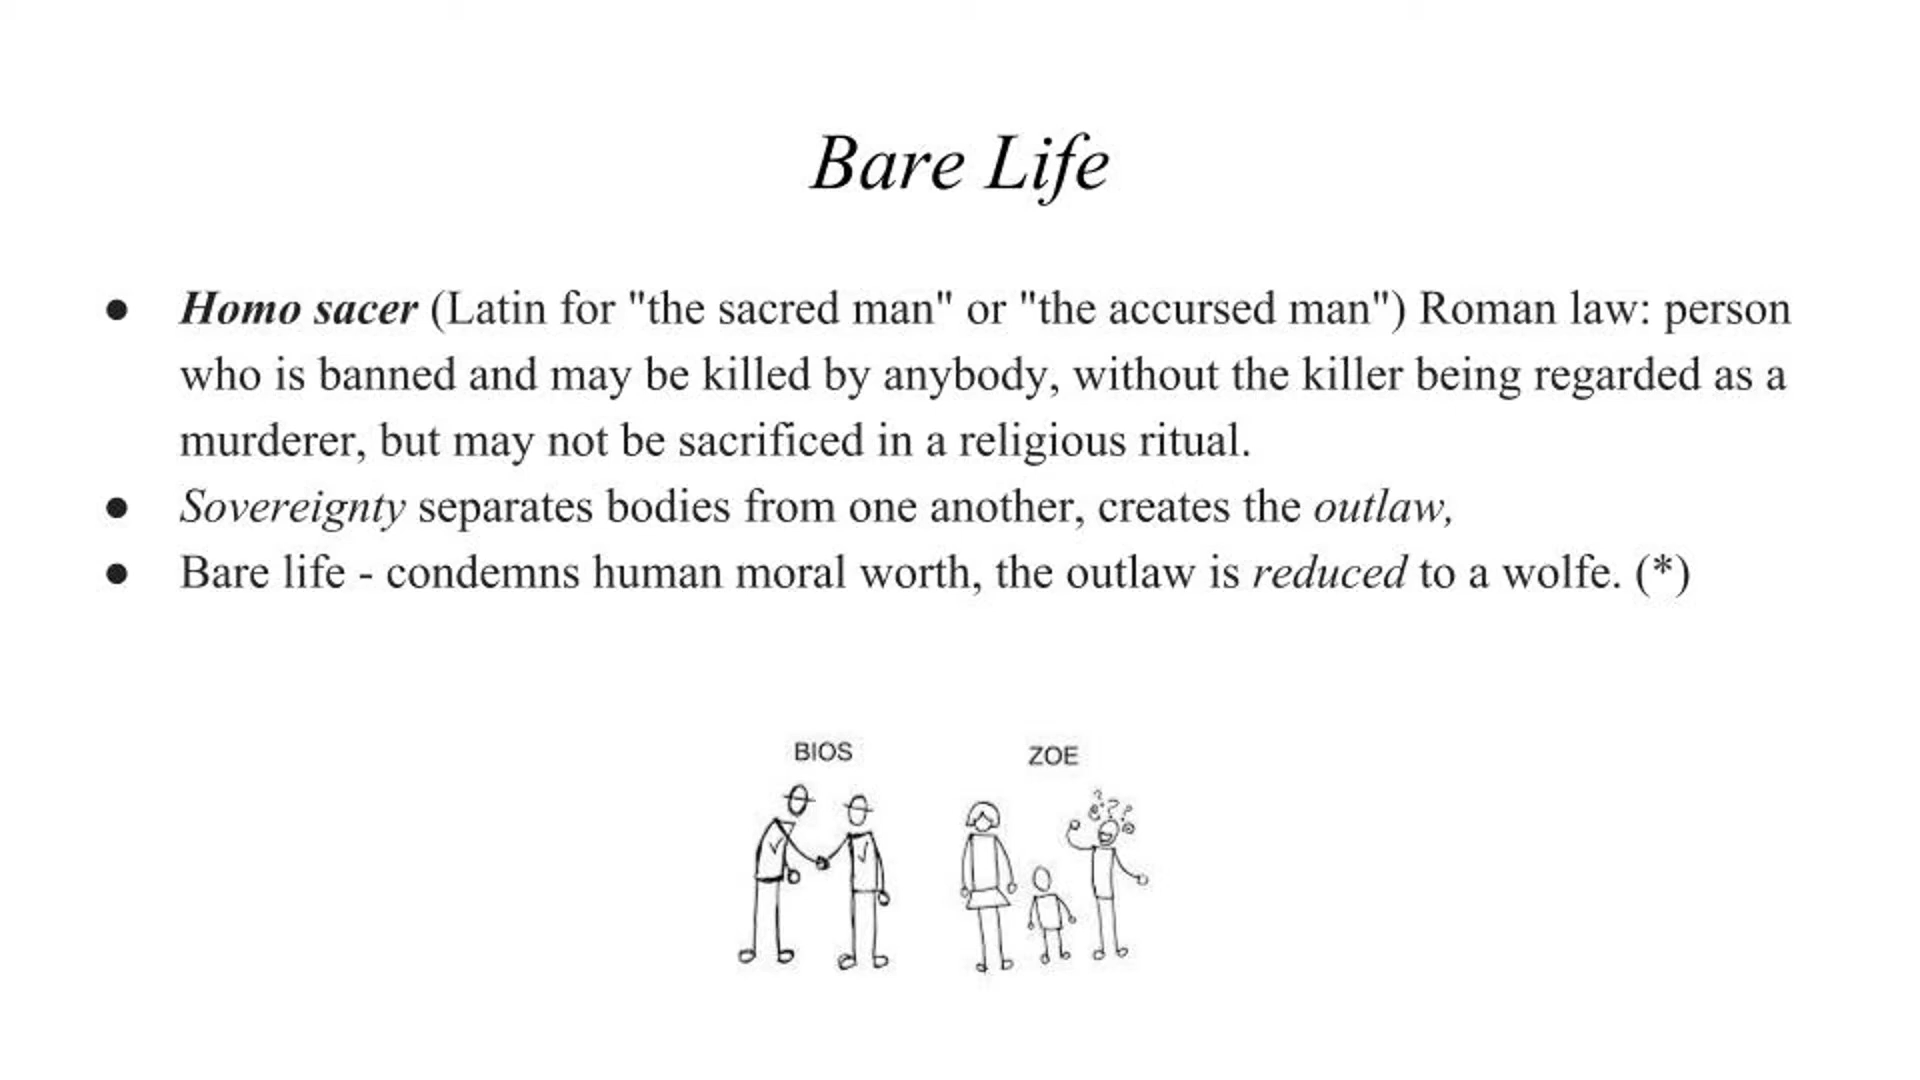 Bare Life
● Homo sacer (Latin for "the sacred man" or "the accursed man") Roman law: person
who is banned and may be killed by anybody, without the killer being regarded as a
murderer, but may not be sacrificed in a religious ritual.
● Sovereignty separates bodies from one another, creates the outlaw,
● Bare life - condemns human moral worth, the outlaw is reduced to a wolfe. (*)
BIOS ZOE
???